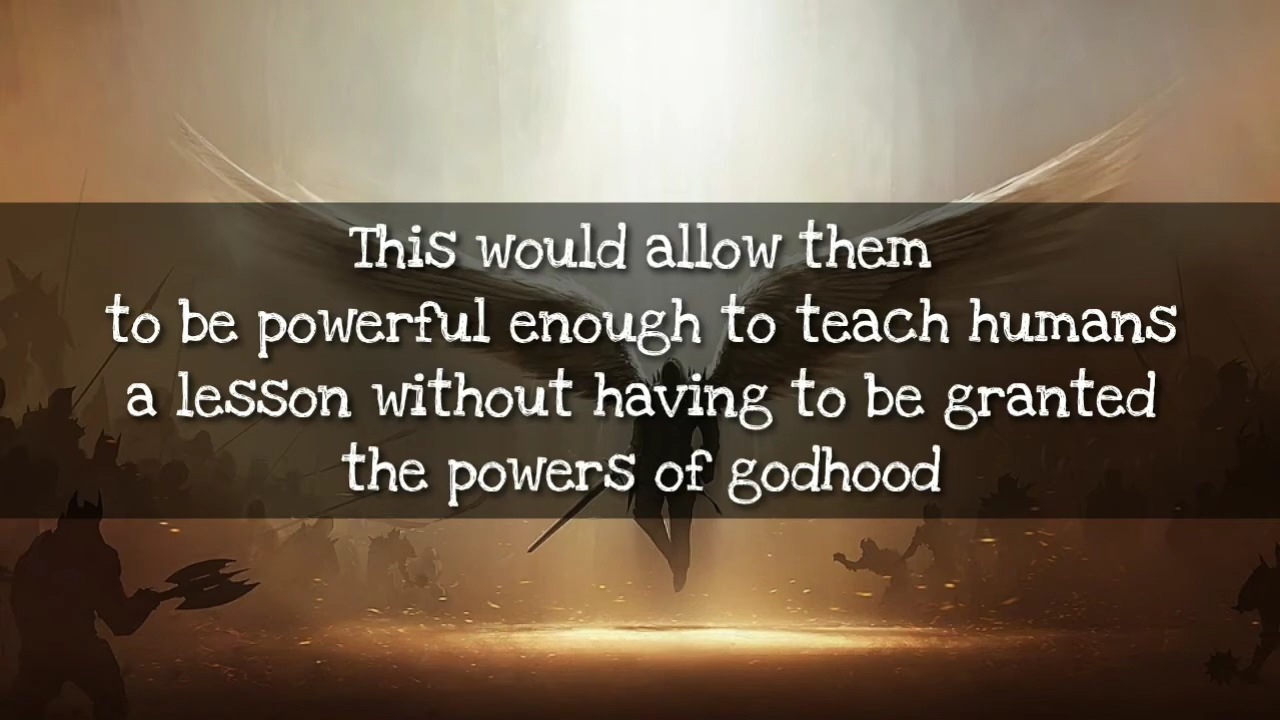 This would allow them
to be powerful enough to teach humans
a lesson without having to be granted
the powers of godhood